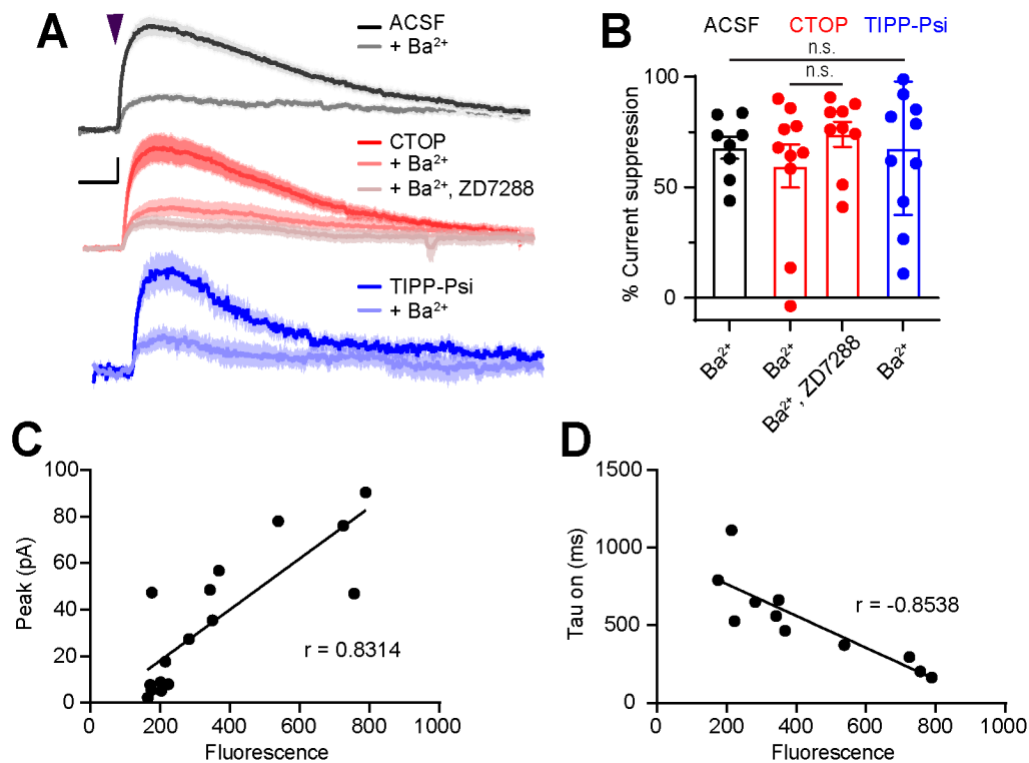 A
ACSF
+ Ba²⁺
CTOP
+ Ba²⁺
+ Ba²⁺, ZD7288
TIPP-Psi
+ Ba²⁺
B
ACSF CTOP TIPP-Psi
n.s.
n.s.
% Current suppression
100
50
0
Ba²⁺
Ba²⁺
Ba²⁺, ZD7288
Ba²⁺
C
Peak (pA)
100
80
60
40
20
0
r = 0.8314
0 200 400 600 800 1000
Fluorescence
D
Tau on (ms)
1500
1000
500
0
r = -0.8538
0 200 400 600 800 1000
Fluorescence